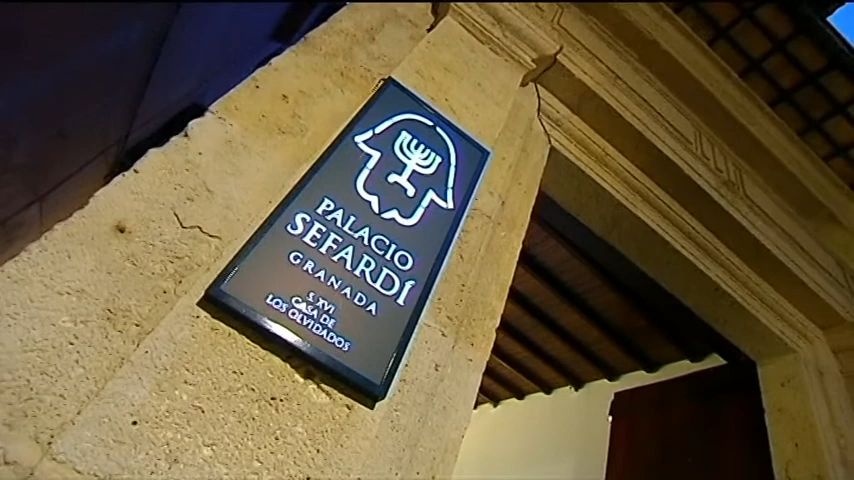 PALACIO
SEFARDÍ
GRANADA
S.XVI
CASA DE
LOS OLVIDADOS